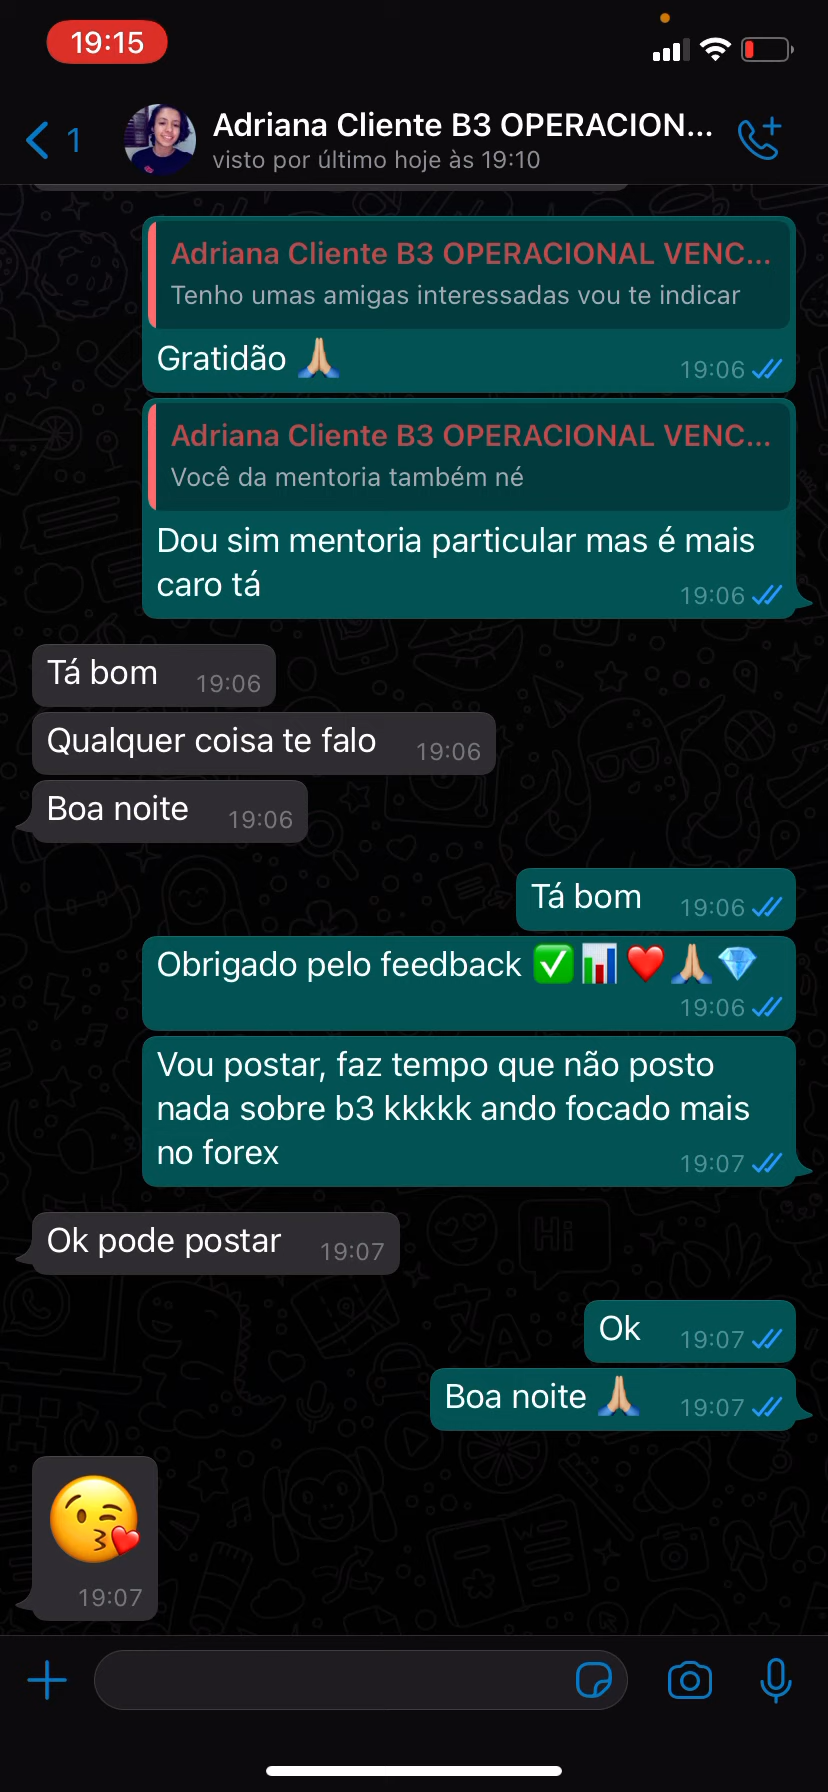 19:15
1
Adriana Cliente B3 OPERACION...
visto por último hoje às 19:10
Adriana Cliente B3 OPERACIONAL VENC...
Tenho umas amigas interessadas vou te indicar
Gratidão 🙏🏼
19:06
Adriana Cliente B3 OPERACIONAL VENC...
Você da mentoria também né
Dou sim mentoria particular mas é mais
caro tá
19:06
Tá bom 19:06
Qualquer coisa te falo 19:06
Boa noite 19:06
Tá bom 19:06
Obrigado pelo feedback ✅📊❤️🙏🏼💎
19:06
Vou postar, faz tempo que não posto
nada sobre b3 kkkkk ando focado mais
no forex
19:07
Ok pode postar 19:07
Ok 19:07
Boa noite 🙏🏼 19:07
😘
19:07